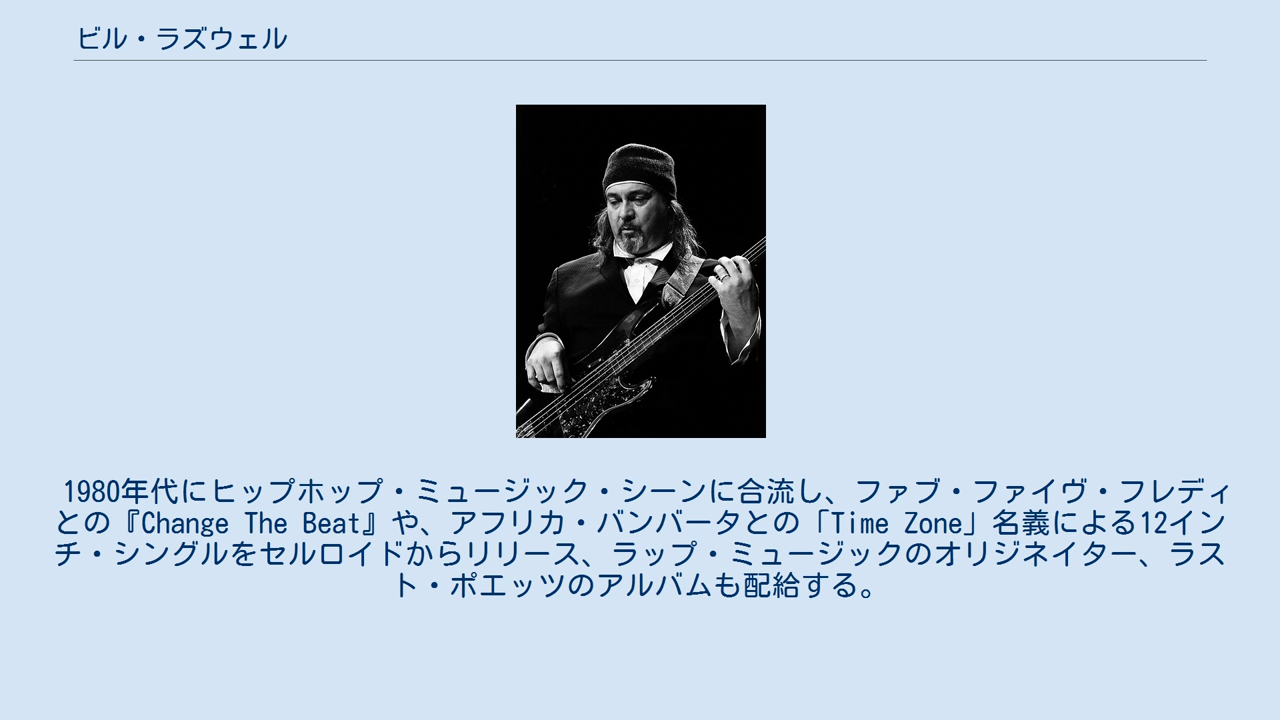 ビル・ラズウェル
1980年代にヒップホップ・ミュージック・シーンに合流し、ファブ・ファイヴ・フレディ
との『Change The Beat』や、アフリカ・バンバータとの「Time Zone」名義による12イン
チ・シングルをセルロイドからリリース、ラップ・ミュージックのオリジネイター、ラス
ト・ポエッツのアルバムも配給する。